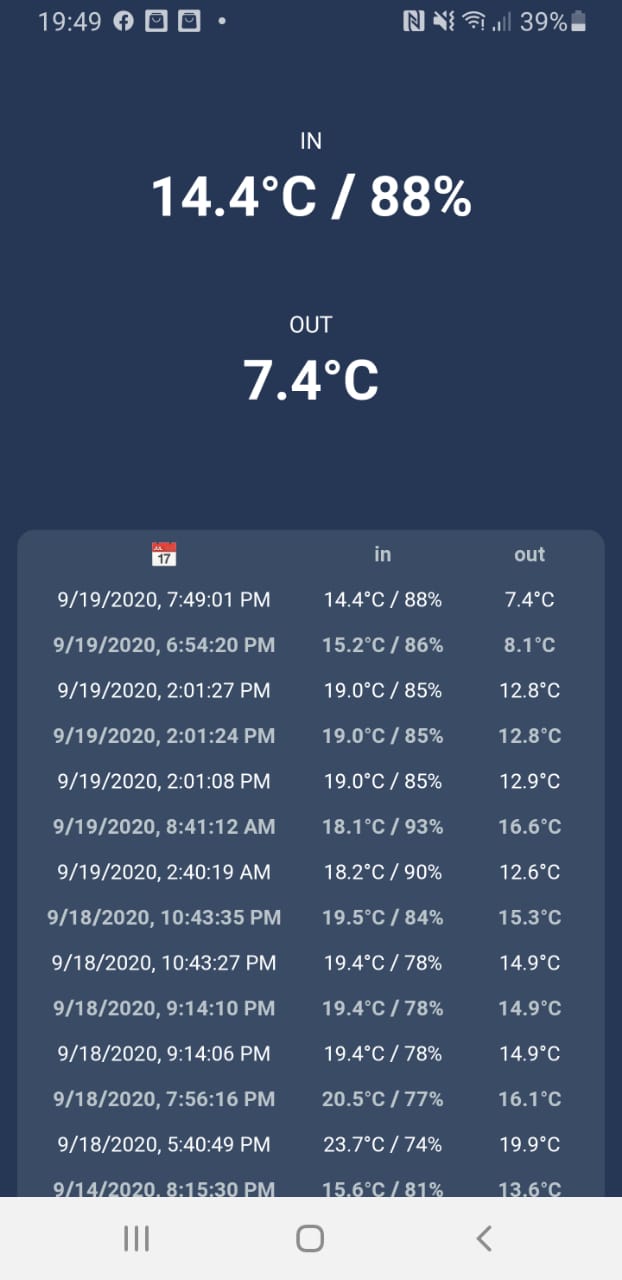 19:49 39%
IN
14.4°C / 88%
OUT
7.4°C
17 in out
9/19/2020, 7:49:01 PM 14.4°C / 88% 7.4°C
9/19/2020, 6:54:20 PM 15.2°C / 86% 8.1°C
9/19/2020, 2:01:27 PM 19.0°C / 85% 12.8°C
9/19/2020, 2:01:24 PM 19.0°C / 85% 12.8°C
9/19/2020, 2:01:08 PM 19.0°C / 85% 12.9°C
9/19/2020, 8:41:12 AM 18.1°C / 93% 16.6°C
9/19/2020, 2:40:19 AM 18.2°C / 90% 12.6°C
9/18/2020, 10:43:35 PM 19.5°C / 84% 15.3°C
9/18/2020, 10:43:27 PM 19.4°C / 78% 14.9°C
9/18/2020, 9:14:10 PM 19.4°C / 78% 14.9°C
9/18/2020, 9:14:06 PM 19.4°C / 78% 14.9°C
9/18/2020, 7:56:16 PM 20.5°C / 77% 16.1°C
9/18/2020, 5:40:49 PM 23.7°C / 74% 19.9°C
9/14/2020, 8:15:30 PM 15.6°C / 81% 13.6°C